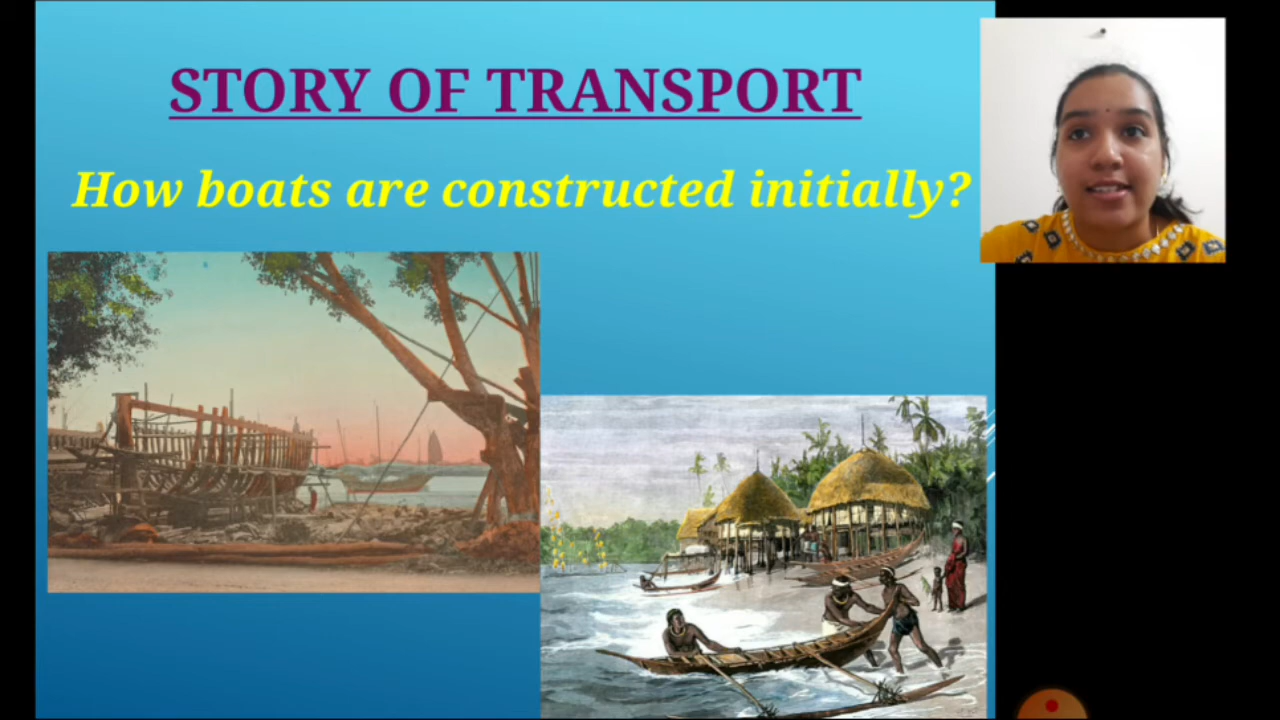 STORY OF TRANSPORT
How boats are constructed initially?